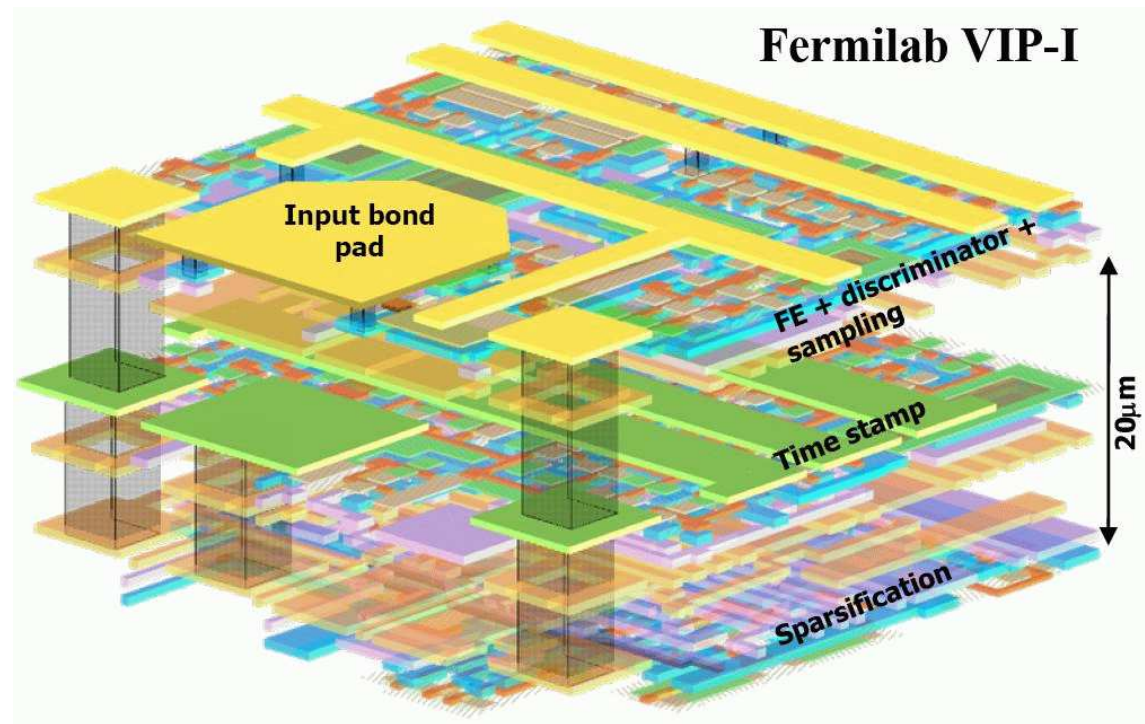 Fermilab VIP-I
Input bond
pad
FE + discriminator +
sampling
Time stamp
20μm
Sparsification